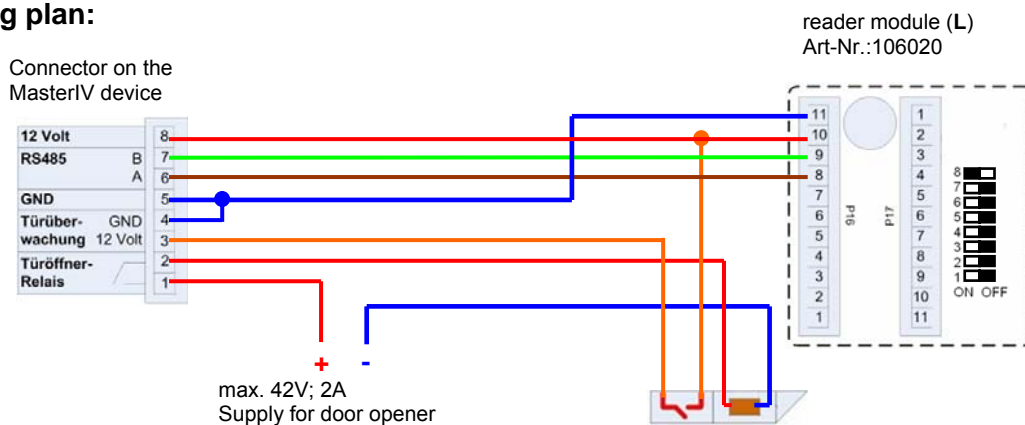 g plan:
reader module (L)
Art-Nr.:106020
Connector on the
MasterIV device
12 Volt 8
RS485 B 7
A 6
GND 5
Türüber- GND 4
wachung 12 Volt 3
Türöffner- 2
Relais 1
+ -
max. 42V; 2A
Supply for door opener
11
10
9
8
7
6
5
4
3
2
1
P16
P17
1
2
3
4
5
6
7
8
9
10
11
8
7
6
5
4
3
2
1
ON OFF